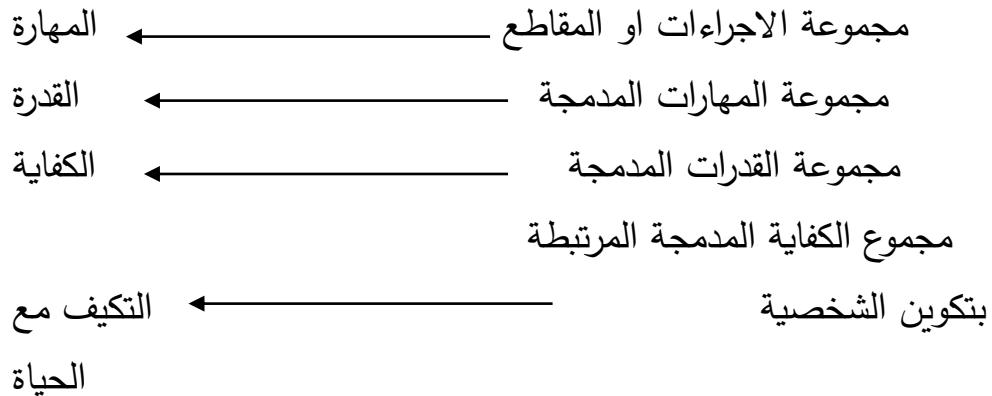 مجموعة الاجراءات او المقاطع المهارة
مجموعة المهارات المدمجة القدرة
مجموعة القدرات المدمجة الكفاية
مجموع الكفاية المدمجة المرتبطة
بتكوين الشخصية التكيف مع
الحياة